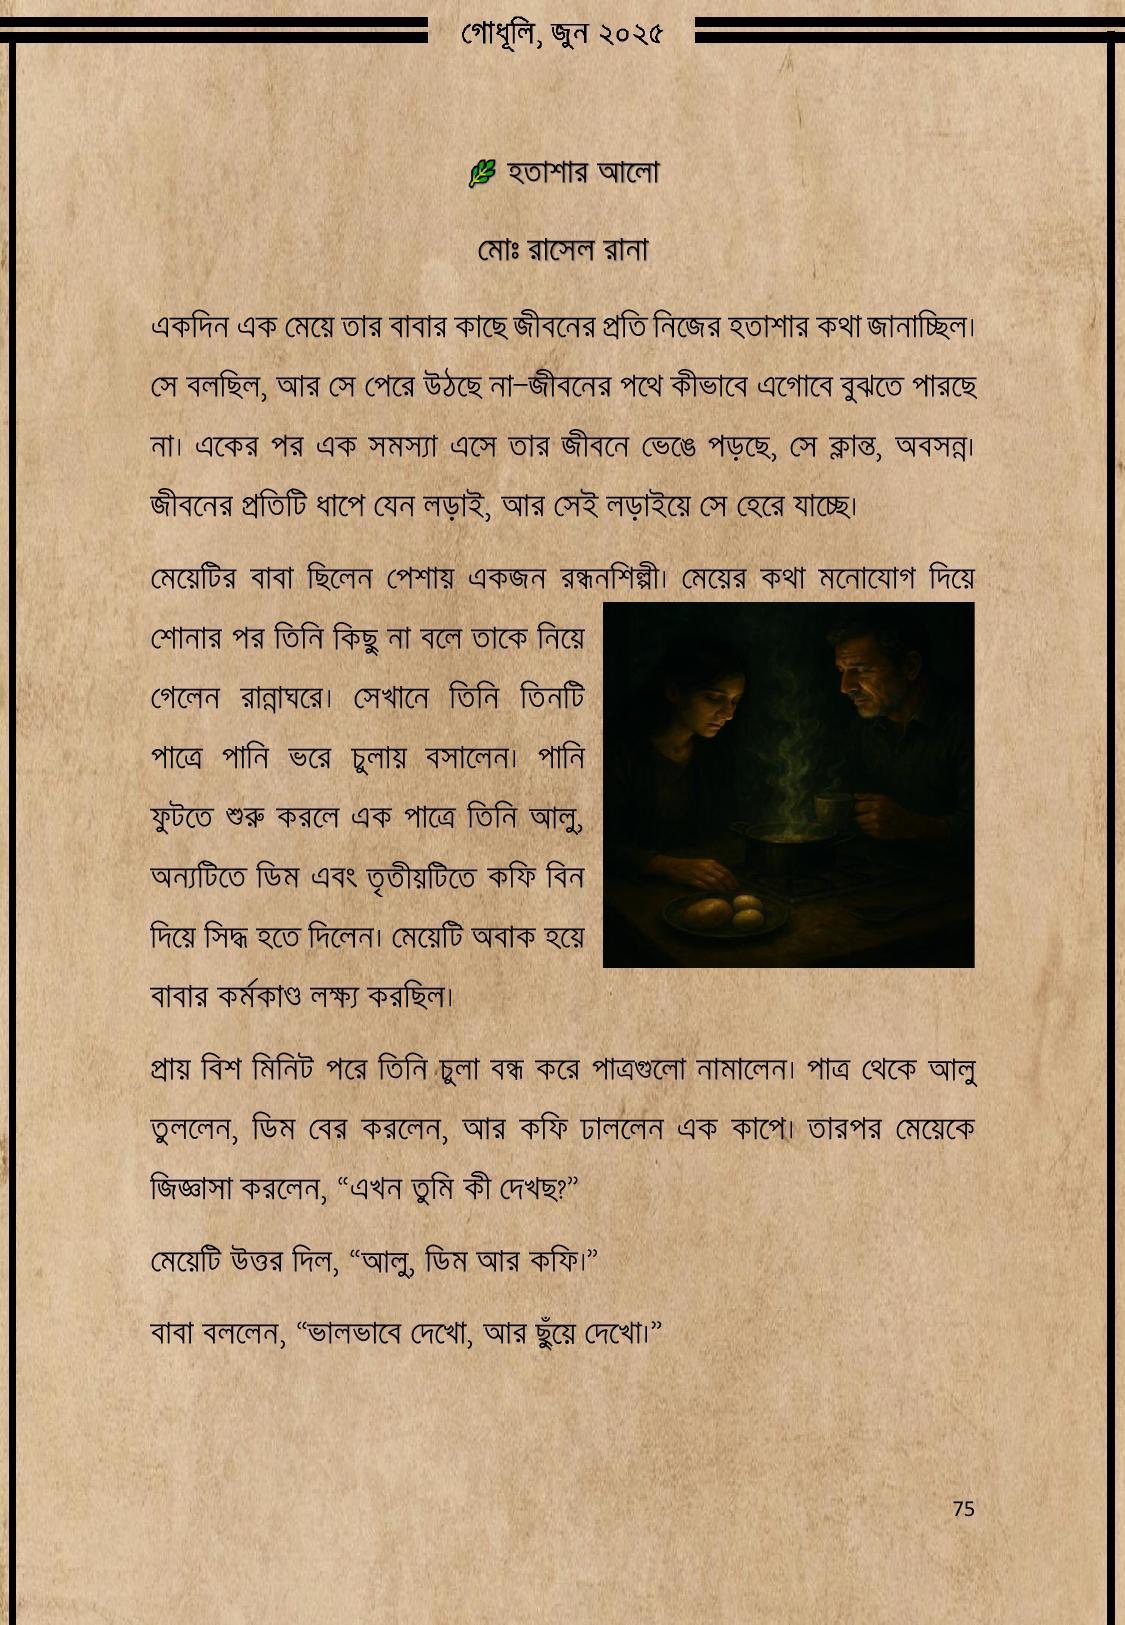 গোধূলি, জুন ২০২৫
হতাশার আলো
মোঃ রাসেল রানা
একদিন এক মেয়ে তার বাবার কাছে জীবনের প্রতি নিজের হতাশার কথা জানাচ্ছিল।
সে বলছিল, আর সে পেরে উঠছে না–জীবনের পথে কীভাবে এগোবে বুঝতে পারছে
না। একের পর এক সমস্যা এসে তার জীবনে ভেঙে পড়ছে, সে ক্লান্ত, অবসন্ন।
জীবনের প্রতিটি ধাপে যেন লড়াই, আর সেই লড়াইয়ে সে হেরে যাচ্ছে।
মেয়েটির বাবা ছিলেন পেশায় একজন রন্ধনশিল্পী। মেয়ের কথা মনোযোগ দিয়ে
শোনার পর তিনি কিছু না বলে তাকে নিয়ে
গেলেন রান্নাঘরে। সেখানে তিনি তিনটি
পাত্রে পানি ভরে চুলায় বসালেন। পানি
ফুটতে শুরু করলে এক পাত্রে তিনি আলু,
অন্যটিতে ডিম এবং তৃতীয়টিতে কফি বিন
দিয়ে সিদ্ধ হতে দিলেন। মেয়েটি অবাক হয়ে
বাবার কর্মকাণ্ড লক্ষ্য করছিল।
প্রায় বিশ মিনিট পরে তিনি চুলা বন্ধ করে পাত্রগুলো নামালেন। পাত্র থেকে আলু
তুললেন, ডিম বের করলেন, আর কফি ঢাললেন এক কাপে। তারপর মেয়েকে
জিজ্ঞাসা করলেন, “এখন তুমি কী দেখছ?”
মেয়েটি উত্তর দিল, “আলু, ডিম আর কফি।”
বাবা বললেন, “ভালভাবে দেখো, আর ছুঁয়ে দেখো।”
75